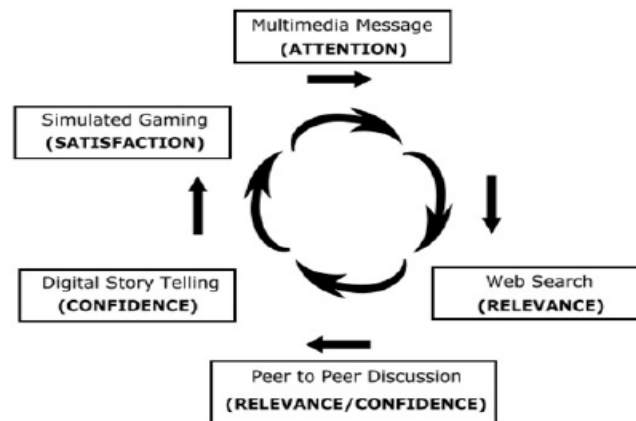 Multimedia Message
(ATTENTION)
Simulated Gaming
(SATISFACTION)
Digital Story Telling
(CONFIDENCE)
Web Search
(RELEVANCE)
Peer to Peer Discussion
(RELEVANCE/CONFIDENCE)